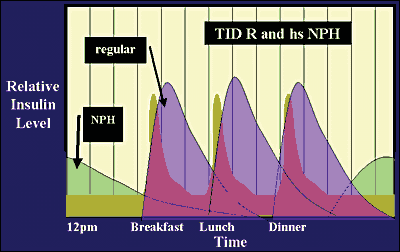 TID R and hs NPH
regular
Relative
Insulin
Level
NPH
12pm Breakfast Lunch Dinner
Time